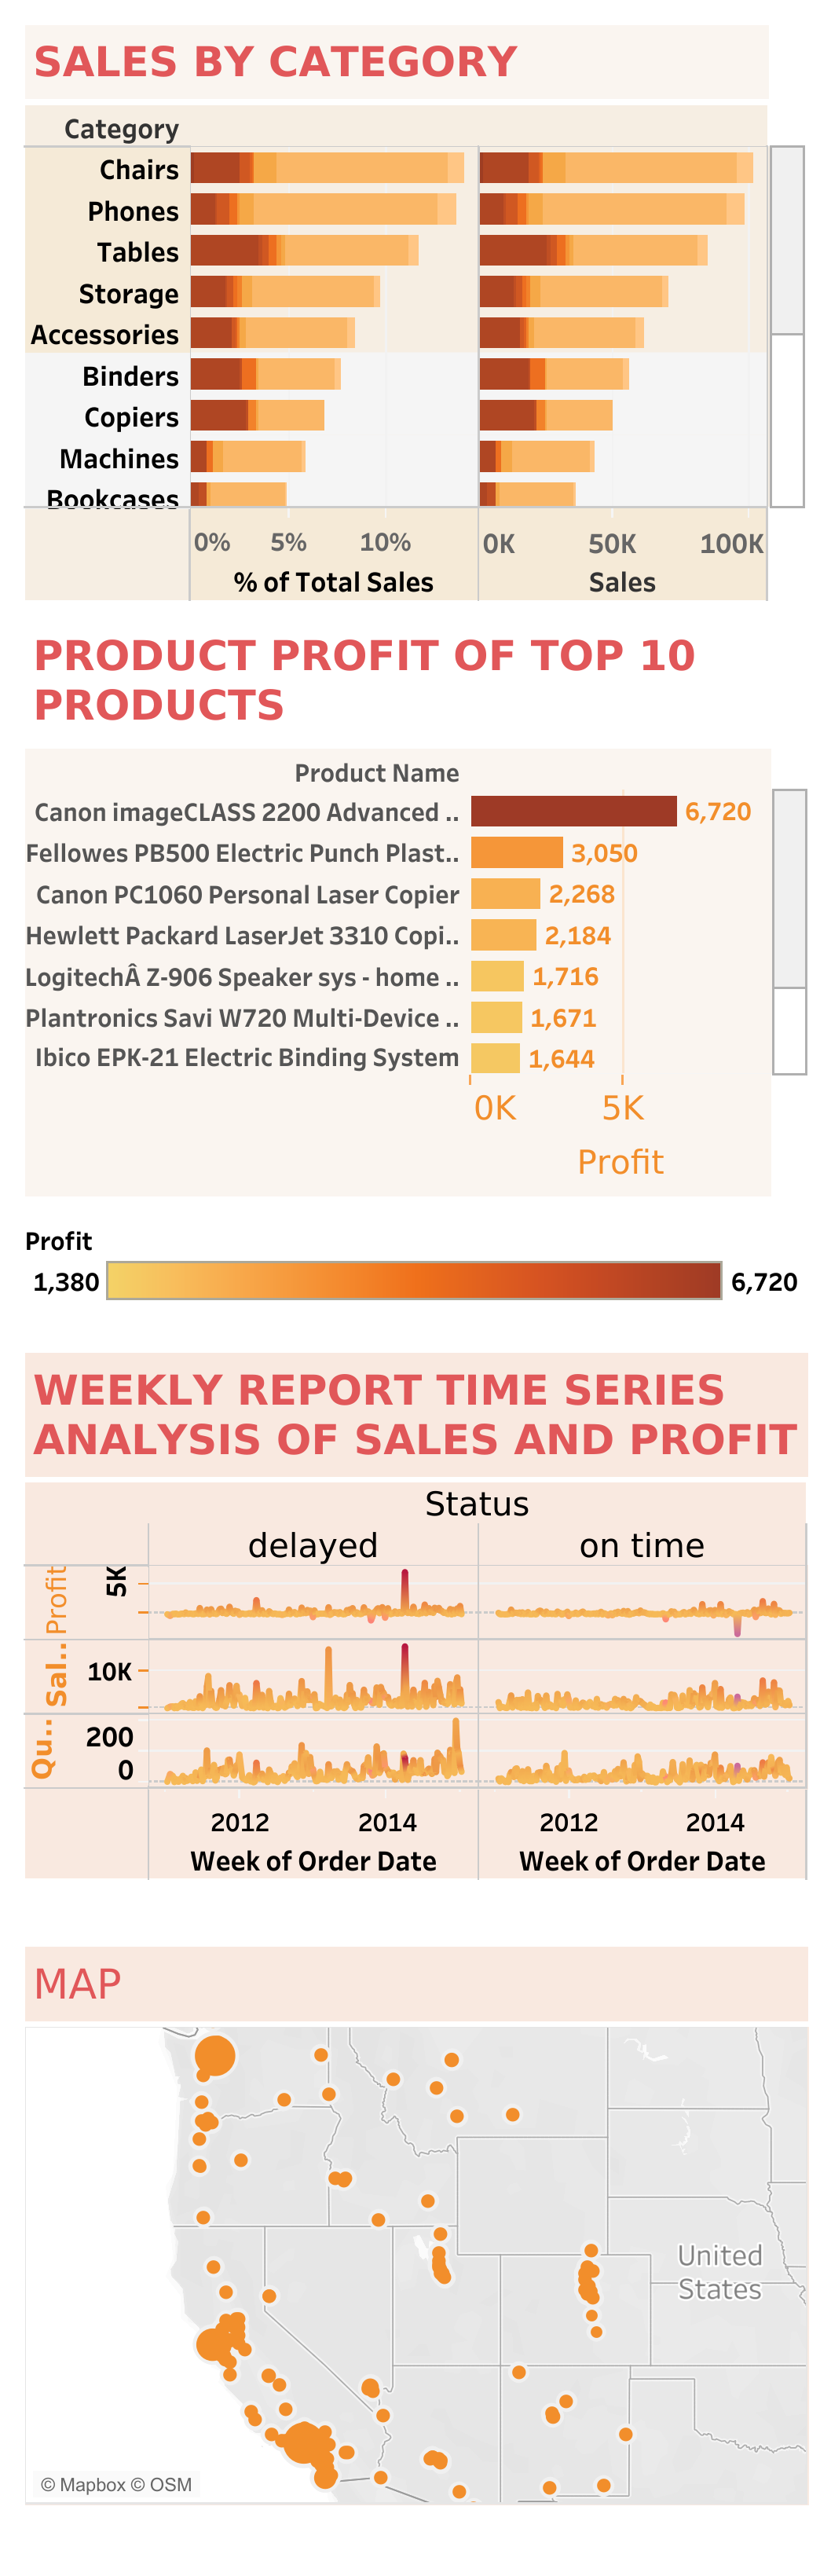 SALES BY CATEGORY
Category
Chairs
Phones
Tables
Storage
Accessories
Binders
Copiers
Machines
Bookcases
0% 5% 10% 0K 50K 100K
% of Total Sales Sales
PRODUCT PROFIT OF TOP 10
PRODUCTS
Product Name
Canon imageCLASS 2200 Advanced .. 6,720
Fellowes PB500 Electric Punch Plast.. 3,050
Canon PC1060 Personal Laser Copier 2,268
Hewlett Packard LaserJet 3310 Copi.. 2,184
LogitechÂ Z-906 Speaker sys - home .. 1,716
Plantronics Savi W720 Multi-Device .. 1,671
Ibico EPK-21 Electric Binding System 1,644
0K 5K
Profit
Profit
1,380 6,720
WEEKLY REPORT TIME SERIES
ANALYSIS OF SALES AND PROFIT
Status
delayed on time
Profit 5K
Sal.. 10K
Qu.. 200
0
2012 2014 2012 2014
Week of Order Date Week of Order Date
MAP
United
States
© Mapbox © OSM